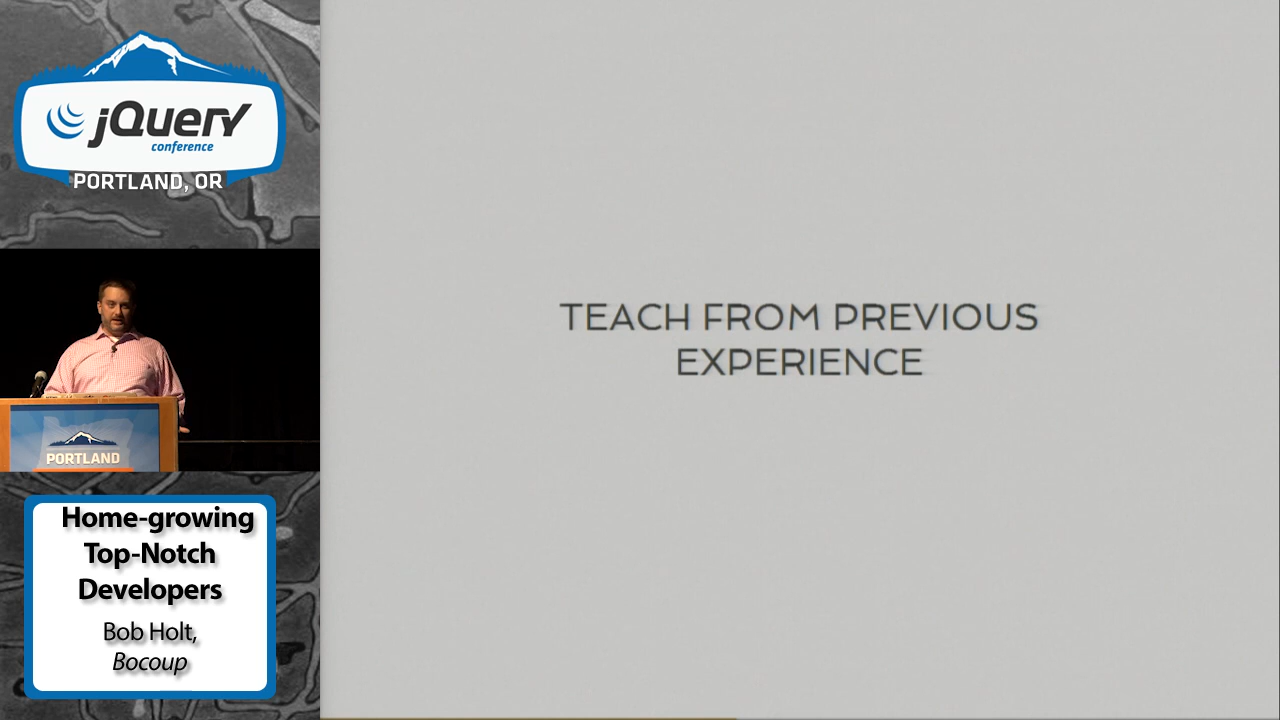 jQuery
conference
PORTLAND, OR
PORTLAND
Home-growing
Top-Notch
Developers
Bob Holt,
Bocoup
TEACH FROM PREVIOUS
EXPERIENCE